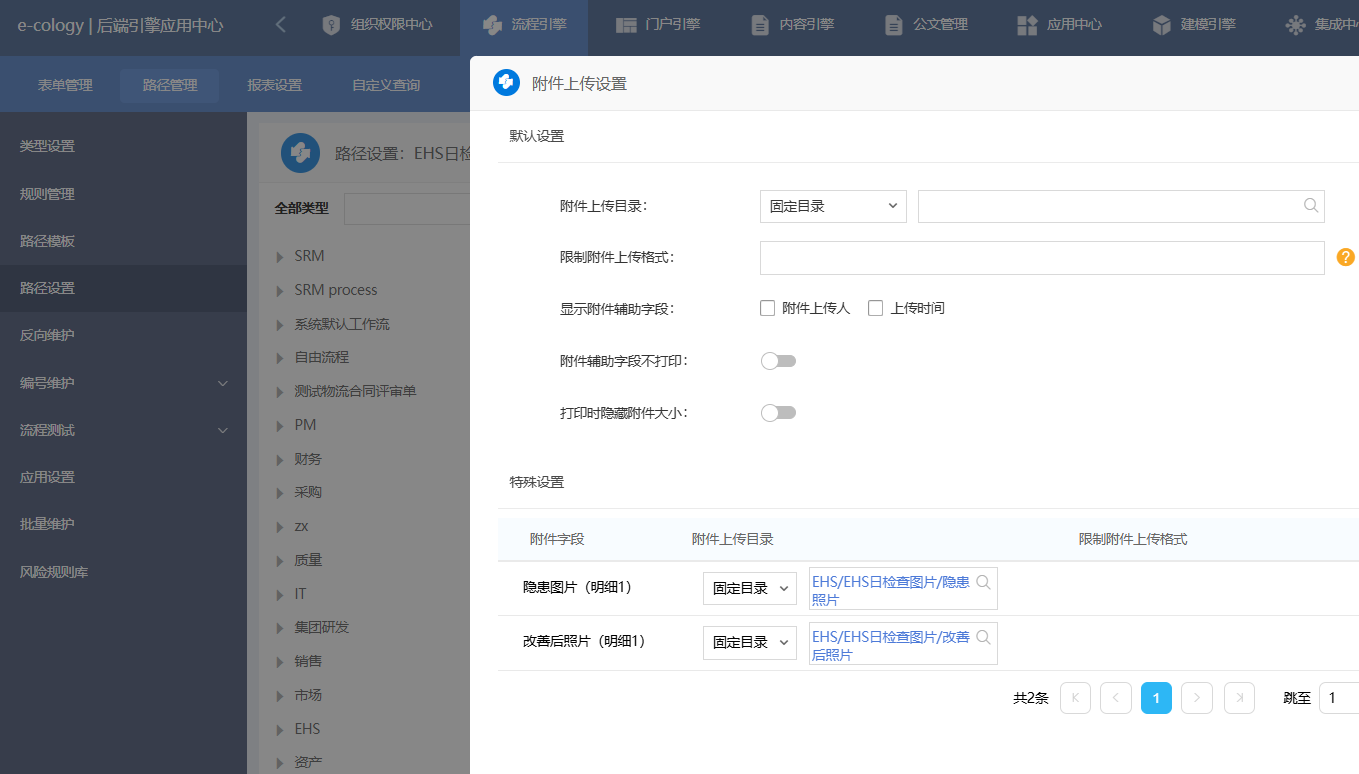 e-cology | 后端引擎应用中心
组织权限中心
流程引擎
门户引擎
内容引擎
公文管理
应用中心
建模引擎
集成中
表单管理
路径管理
报表设置
自定义查询
附件上传设置
类型设置
规则管理
路径模板
路径设置
反向维护
编号维护
流程测试
应用设置
批量维护
风险规则库
路径设置：EHS日检
全部类型
SRM
SRM process
系统默认工作流
自由流程
测试物流合同评审单
PM
财务
采购
zx
质量
IT
集团研发
销售
市场
EHS
资产
默认设置
附件上传目录：
固定目录
限制附件上传格式：
?
显示附件辅助字段：
附件上传人
上传时间
附件辅助字段不打印：
打印时隐藏附件大小：
特殊设置
附件字段
附件上传目录
限制附件上传格式
隐患图片（明细1）
固定目录
EHS/EHS日检查图片/隐患
照片
改善后照片（明细1）
固定目录
EHS/EHS日检查图片/改善
后照片
共2条
1
跳至
1